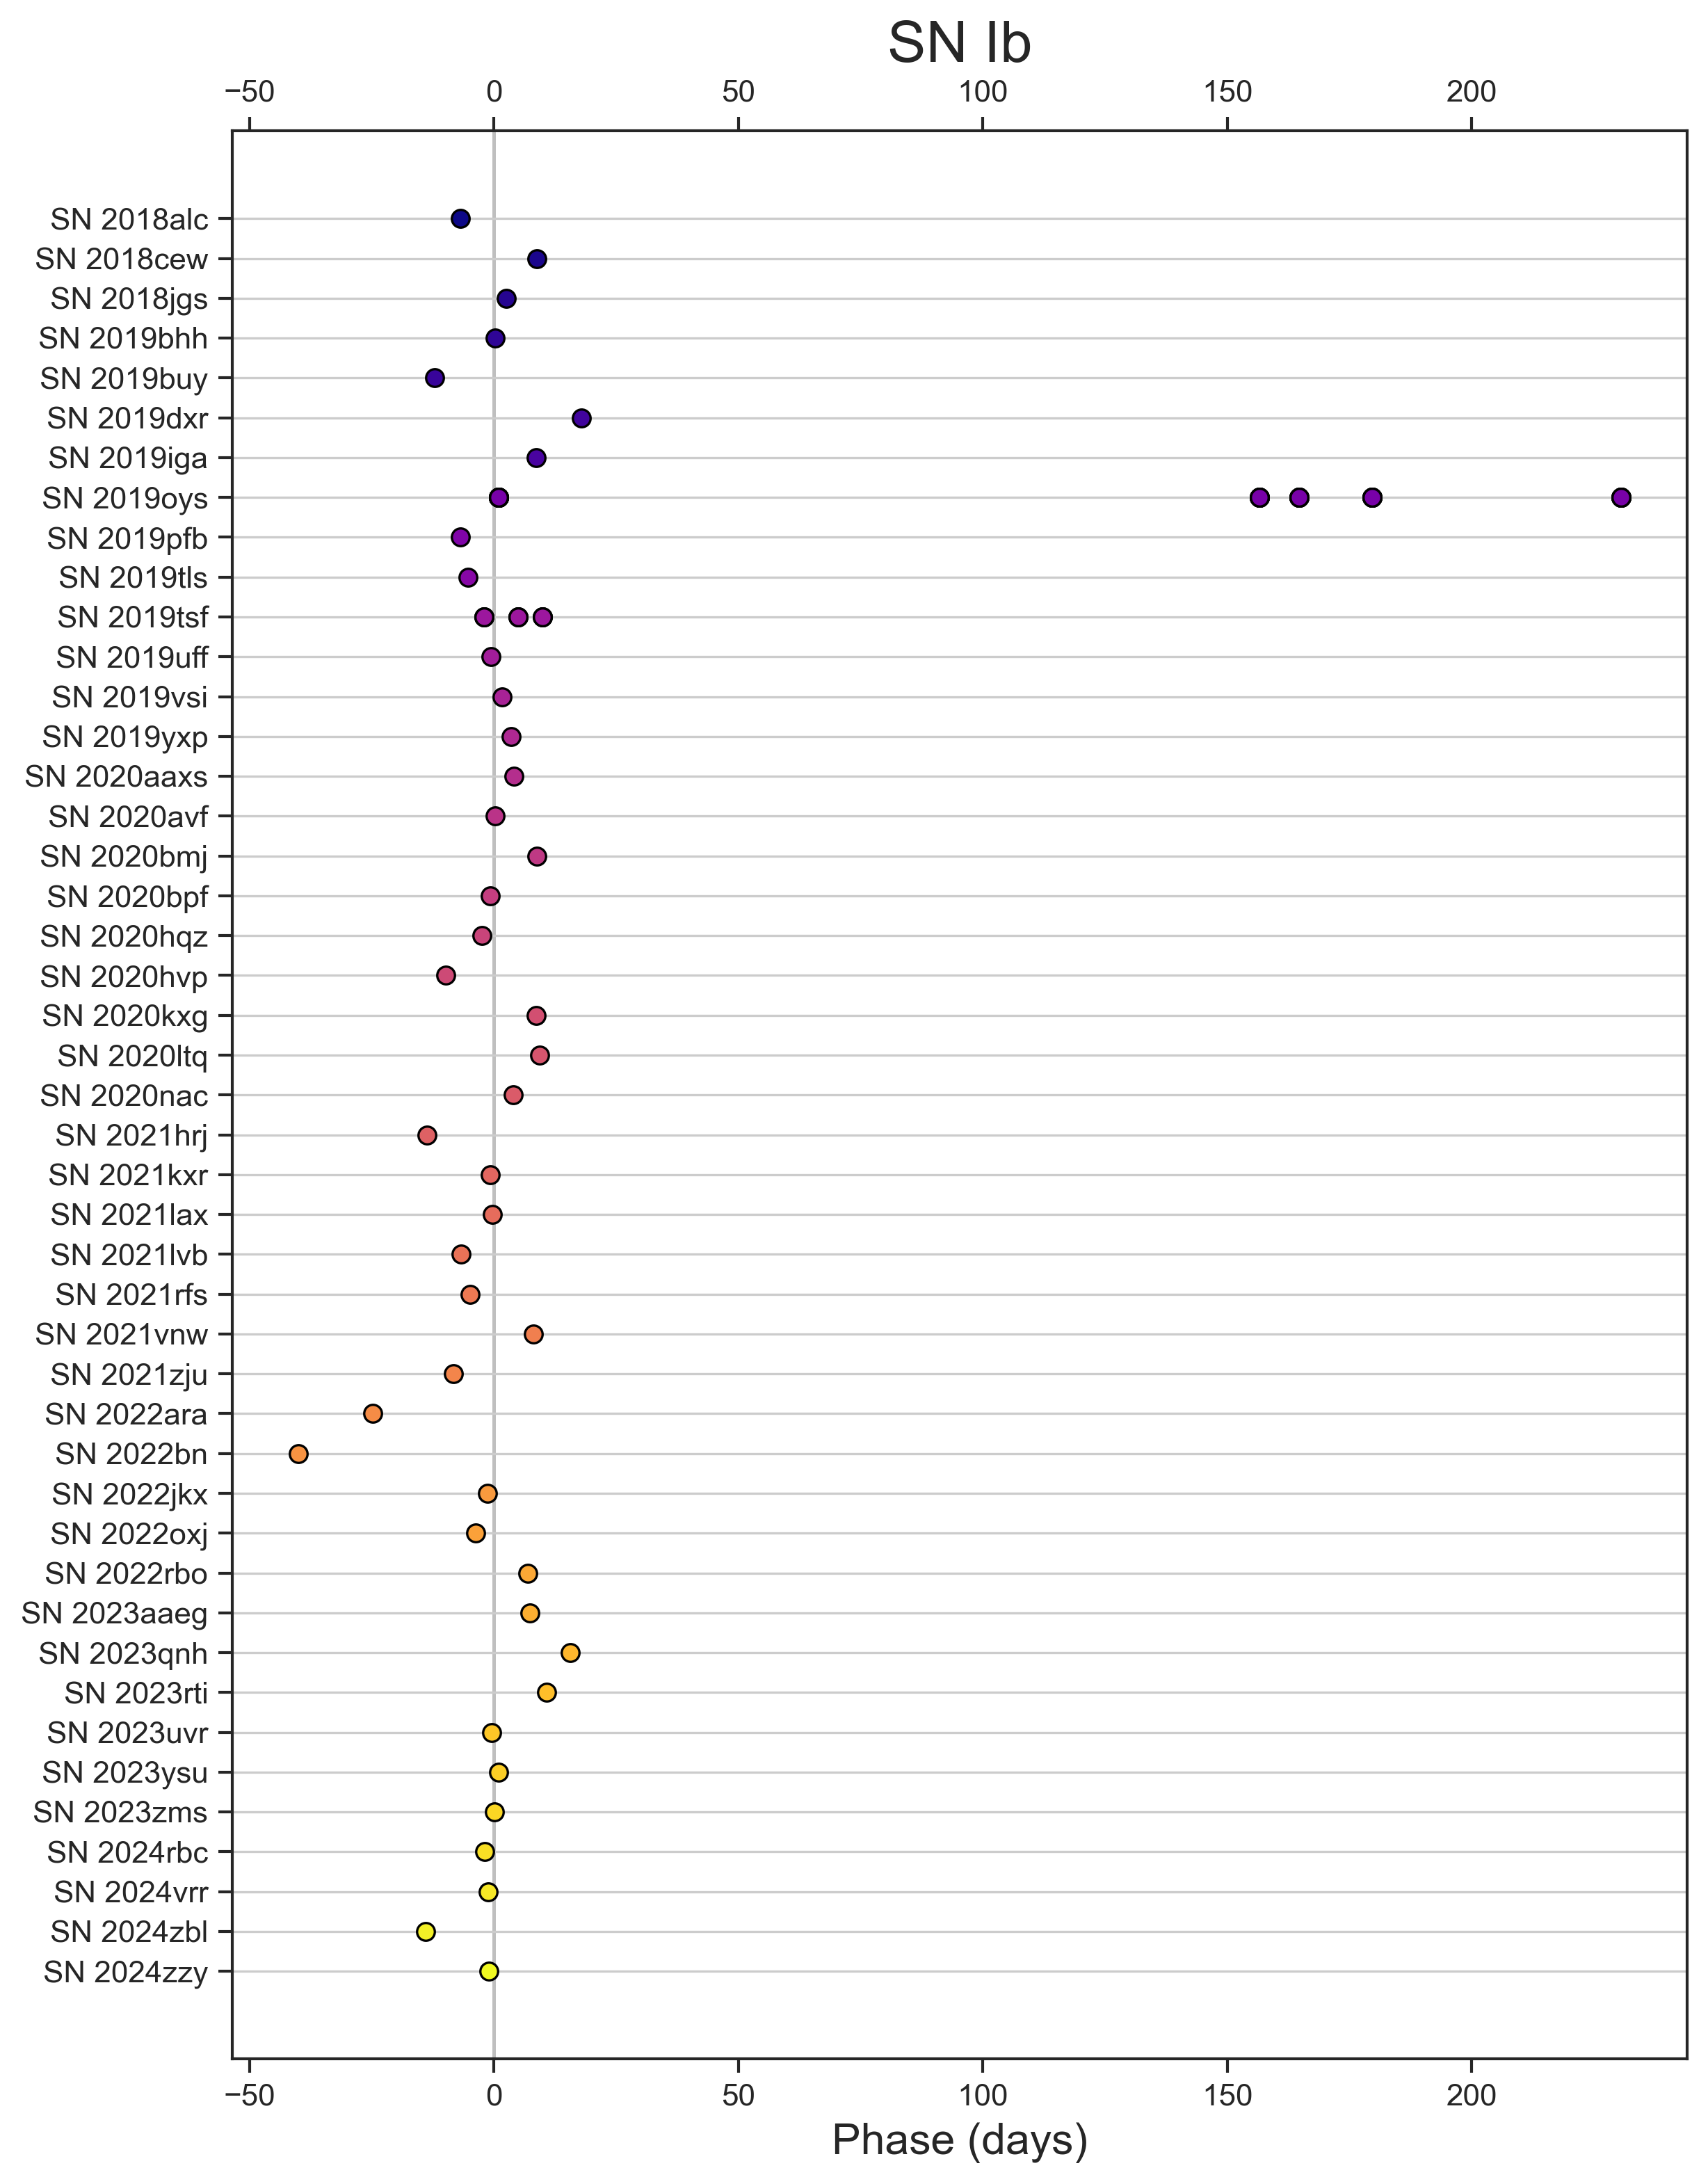 SN Ib
−50 0 50 100 150 200
SN 2018alc
SN 2018cew
SN 2018jgs
SN 2019bhh
SN 2019buy
SN 2019dxr
SN 2019iga
SN 2019oys
SN 2019pfb
SN 2019tls
SN 2019tsf
SN 2019uff
SN 2019vsi
SN 2019yxp
SN 2020aaxs
SN 2020avf
SN 2020bmj
SN 2020bpf
SN 2020hqz
SN 2020hvp
SN 2020kxg
SN 2020ltq
SN 2020nac
SN 2021hrj
SN 2021kxr
SN 2021lax
SN 2021lvb
SN 2021rfs
SN 2021vnw
SN 2021zju
SN 2022ara
SN 2022bn
SN 2022jkx
SN 2022oxj
SN 2022rbo
SN 2023aaeg
SN 2023qnh
SN 2023rti
SN 2023uvr
SN 2023ysu
SN 2023zms
SN 2024rbc
SN 2024vrr
SN 2024zbl
SN 2024zzy
−50 0 50 100 150 200
Phase (days)